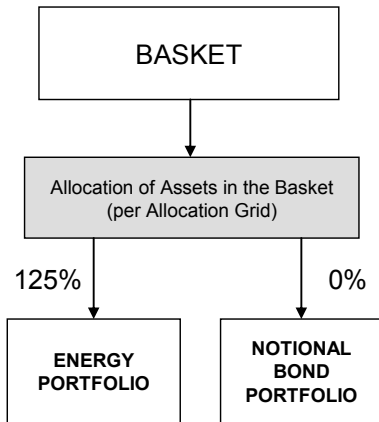 BASKET
Allocation of Assets in the Basket
(per Allocation Grid)
125%
0%
ENERGY
PORTFOLIO
NOTIONAL
BOND
PORTFOLIO